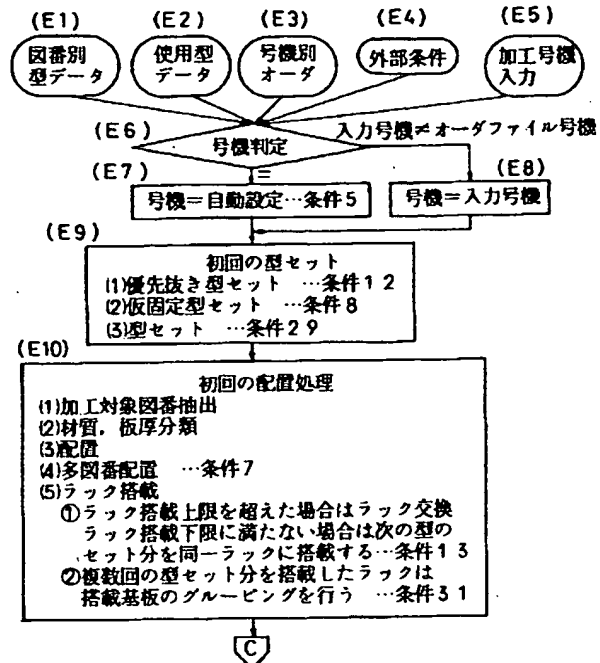 (E1)
(E2)
(E3)
(E4)
(E5)
図番別
型データ
使用型
データ
号機別
オーダ
外部条件
加工号機
入力
(E6)
号機判定
入力号機≠オーダファイル号機
(E7)
=
(E8)
号機=自動設定…条件5
号機=入力号機
(E9)
初回の型セット
(1)優先抜き型セット …条件12
(2)仮固定型セット …条件8
(3)型セット …条件29
(E10)
初回の配置処理
(1)加工対象図番抽出
(2)材質,板厚分類
(3)配置
(4)多図番配置 …条件7
(5)ラック搭載
①ラック搭載上限を超えた場合はラック交換
ラック搭載下限に満たない場合は次の型の
セット分を同一ラックに搭載する…条件13
②複数回の型セット分を搭載したラックは
搭載基板のグルーピングを行う …条件31
C